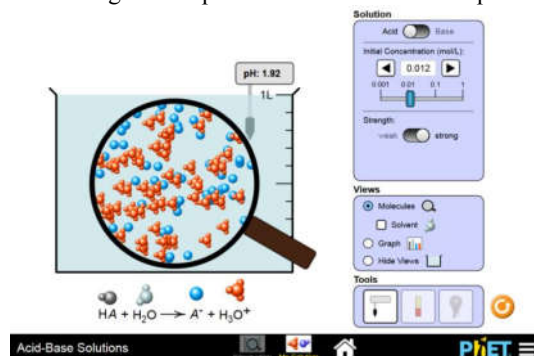 Solution
Acid Base
Initial Concentration (mol/L):
0.012
0.001 0.01 0.1 1
Strength:
weak strong
pH: 1.92
1L
Views
Molecules
Solvent
Graph
Hide Views
Tools
HA + H₂O → A⁻ + H₃O⁺
Acid-Base Solutions
PhET